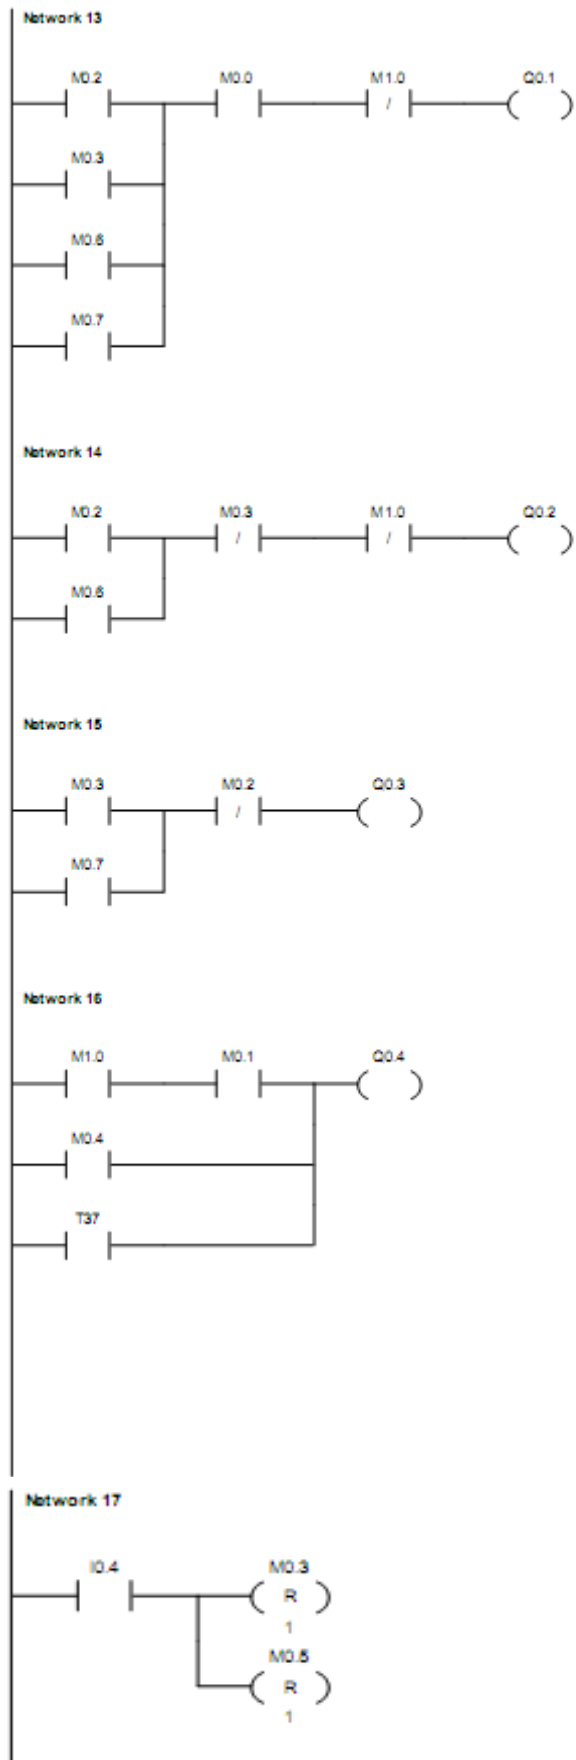 Network 13
M0.2 M0.0 M1.0 Q0.1
/
M0.3
M0.6
M0.7
Network 14
M0.2 M0.3 M1.0 Q0.2
/ /
M0.6
Network 15
M0.3 M0.2 Q0.3
/
M0.7
Network 16
M1.0 M0.1 Q0.4
M0.4
T37
Network 17
I0.4 M0.3
R
1
M0.5
R
1